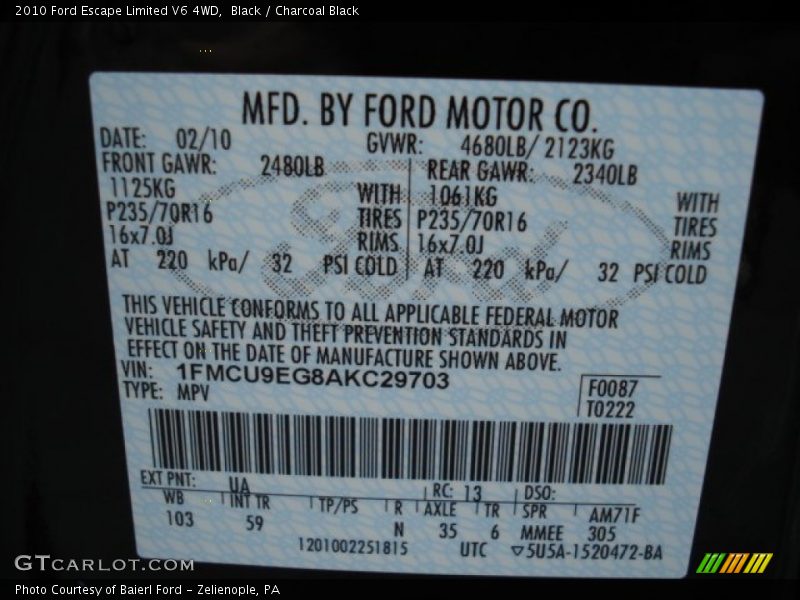 2010 Ford Escape Limited V6 4WD, Black / Charcoal Black
MFD. BY FORD MOTOR CO.
DATE: 02/10 GVWR: 4680LB/ 2123KG
FRONT GAWR: 2480LB REAR GAWR: 2340LB
1125KG WITH 1061KG WITH
P235/70R16 TIRES P235/70R16 TIRES
16x7.0J RIMS 16x7.0J RIMS
AT 220 kPa/ 32 PSI COLD AT 220 kPa/ 32 PSI COLD
Ford
THIS VEHICLE CONFORMS TO ALL APPLICABLE FEDERAL MOTOR
VEHICLE SAFETY AND THEFT PREVENTION STANDARDS IN
EFFECT ON THE DATE OF MANUFACTURE SHOWN ABOVE.
VIN: 1FMCU9EG8AKC29703
TYPE: MPV
F0087
T0222
EXT PNT: UA RC: 13 DSO:
WB INT TR TP/PS R AXLE TR SPR AM71F
103 59 N 35 6 MMEE 305
1201002251815 UTC ▽5U5A-1520472-BA
GTCARLOT.COM
Photo Courtesy of Baierl Ford - Zelienople, PA